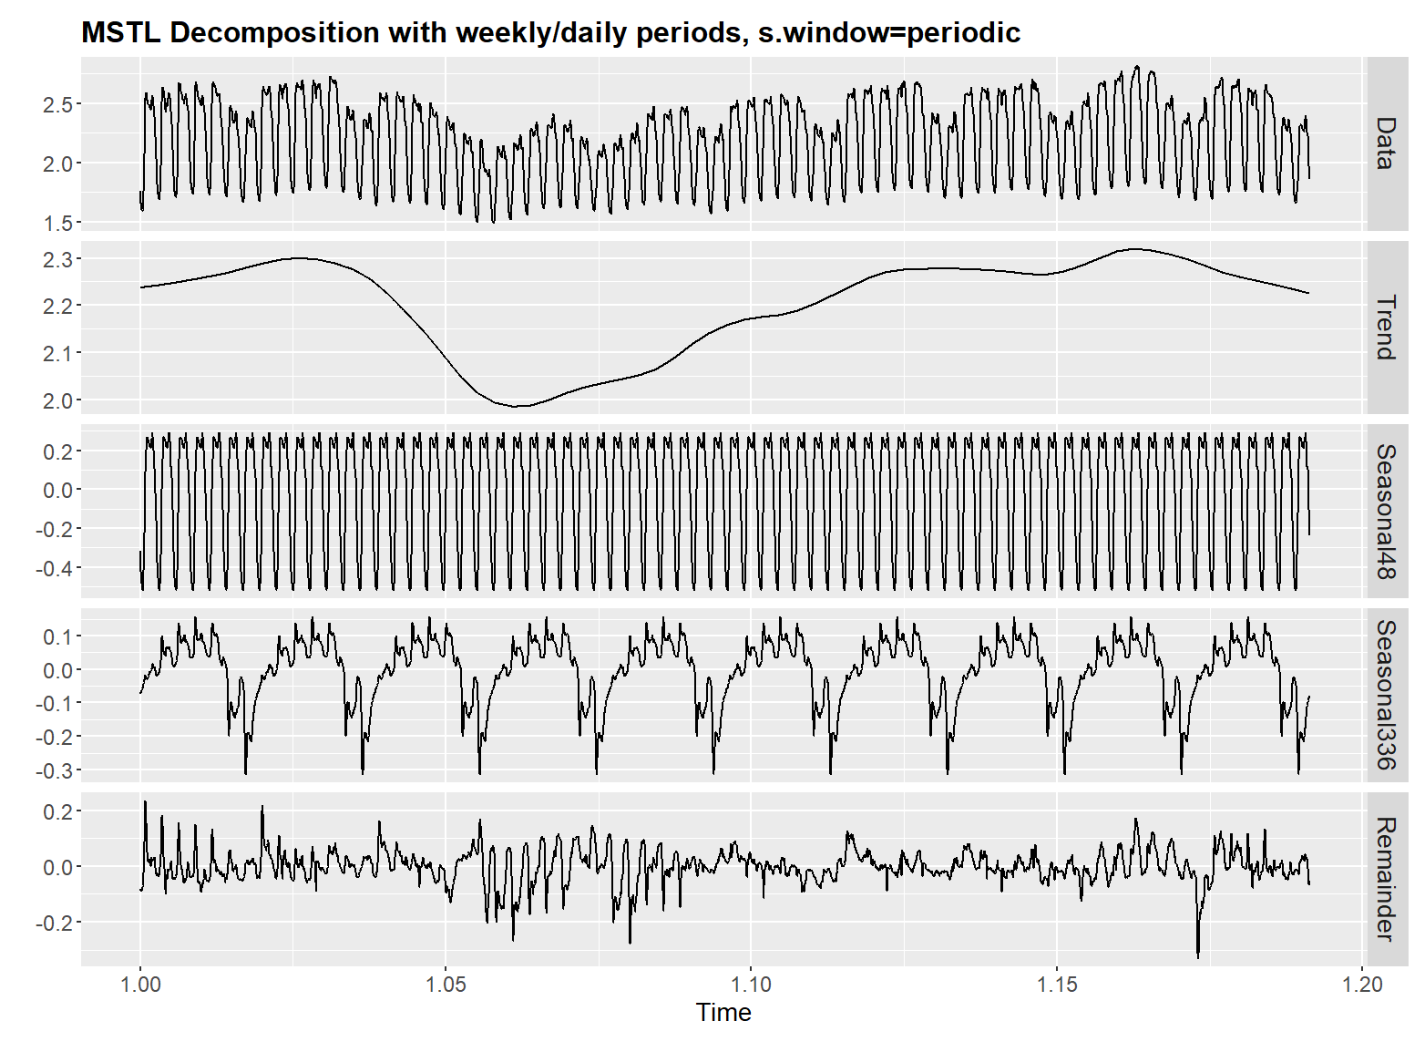 MSTL Decomposition with weekly/daily periods, s.window=periodic
2.5
2.0
1.5
Data
2.3
2.2
2.1
2.0
Trend
0.2
0.0
-0.2
-0.4
Seasonal48
0.1
0.0
-0.1
-0.2
-0.3
Seasonal336
0.2
0.0
-0.2
Remainder
1.00 1.05 1.10 1.15 1.20
Time